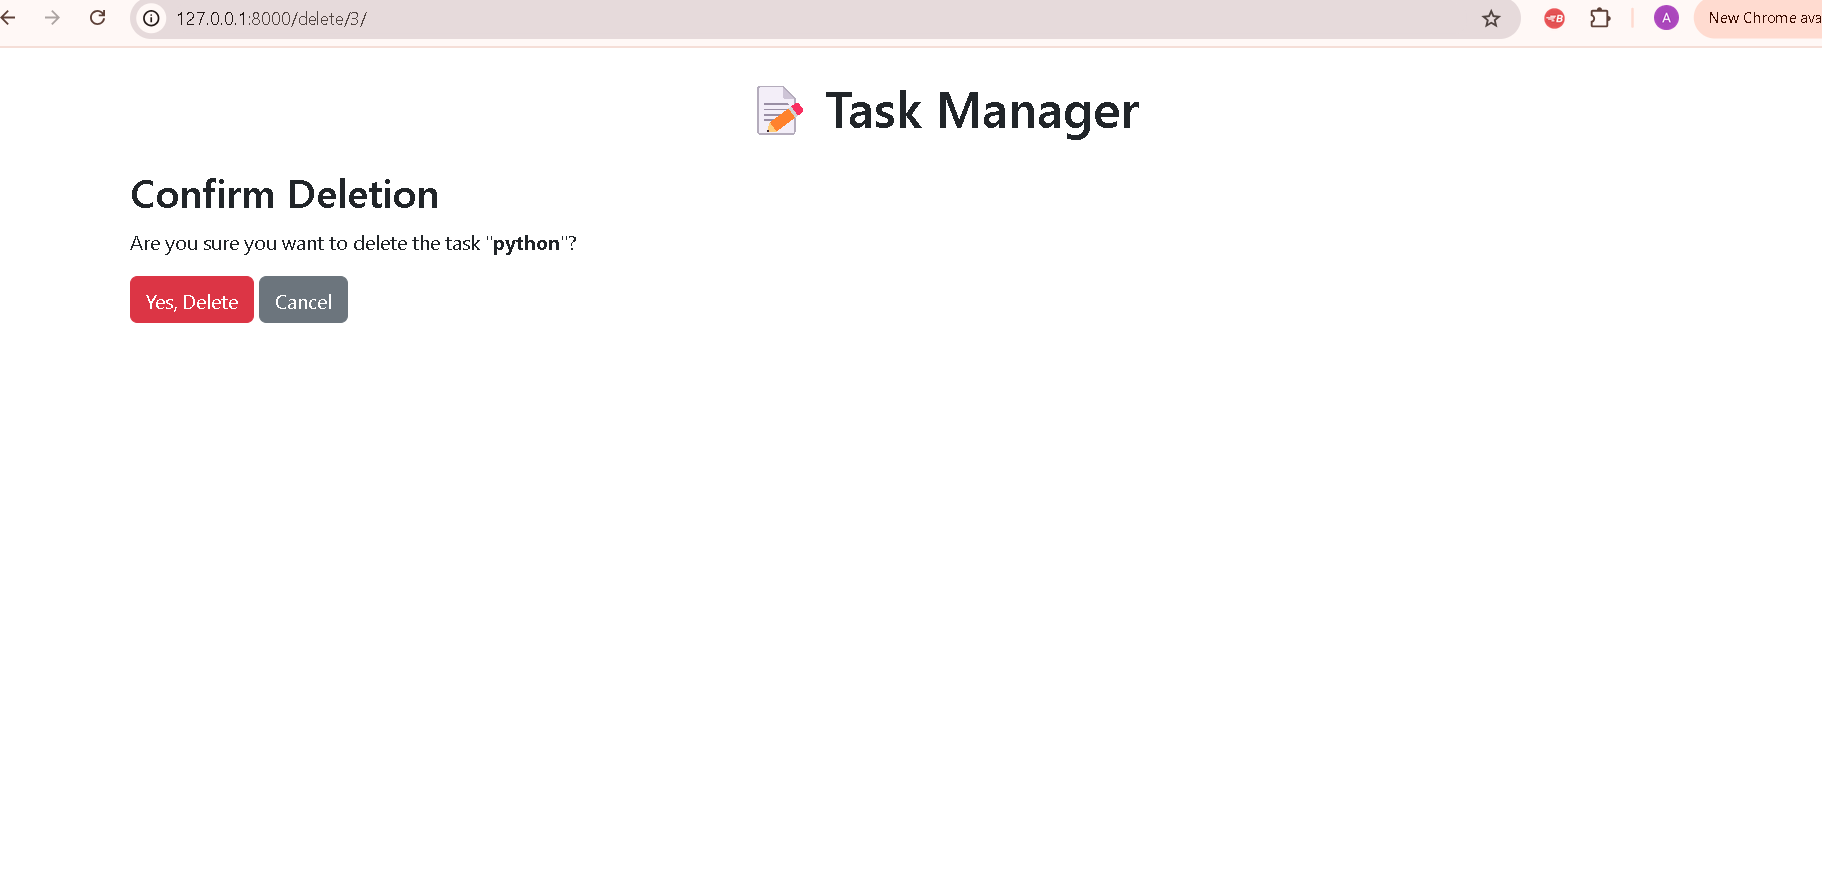 127.0.0.1:8000/delete/3/
A
New Chrome ava
Task Manager
Confirm Deletion
Are you sure you want to delete the task "python"?
Yes, Delete
Cancel